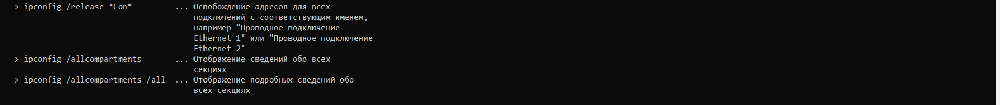 > ipconfig /release *Con* ... Освобождение адресов для всех
подключений с соответствующим именем,
например "Проводное подключение
Ethernet 1" или "Проводное подключение
Ethernet 2"
> ipconfig /allcompartments ... Отображение сведений обо всех
секциях
> ipconfig /allcompartments /all ... Отображение подробных сведений обо
всех секциях